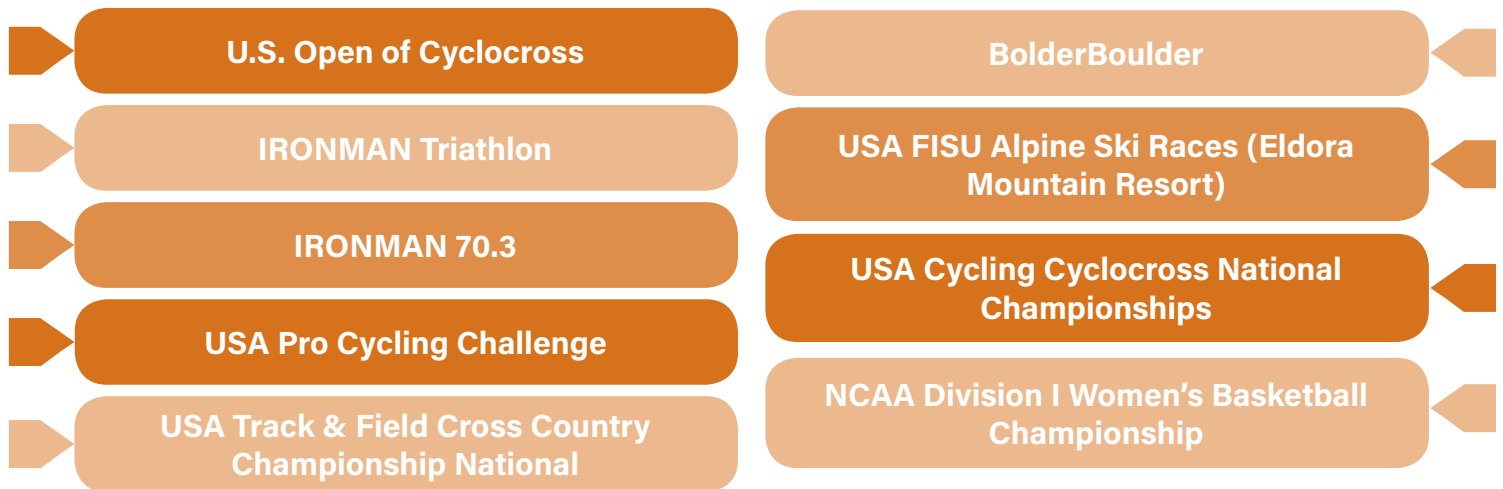 U.S. Open of Cyclocross
IRONMAN Triathlon
IRONMAN 70.3
USA Pro Cycling Challenge
USA Track & Field Cross Country
Championship National
BolderBoulder
USA FISU Alpine Ski Races (Eldora
Mountain Resort)
USA Cycling Cyclocross National
Championships
NCAA Division I Women’s Basketball
Championship